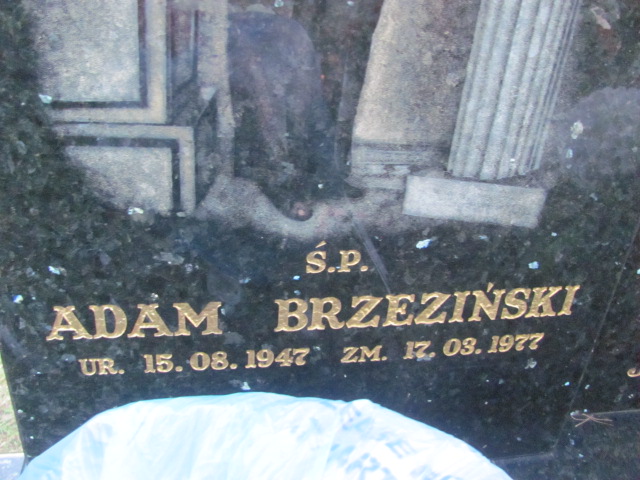 Ś.P.
ADAM BRZEZIŃSKI
UR. 15.08.1947 ZM. 17.03.1977